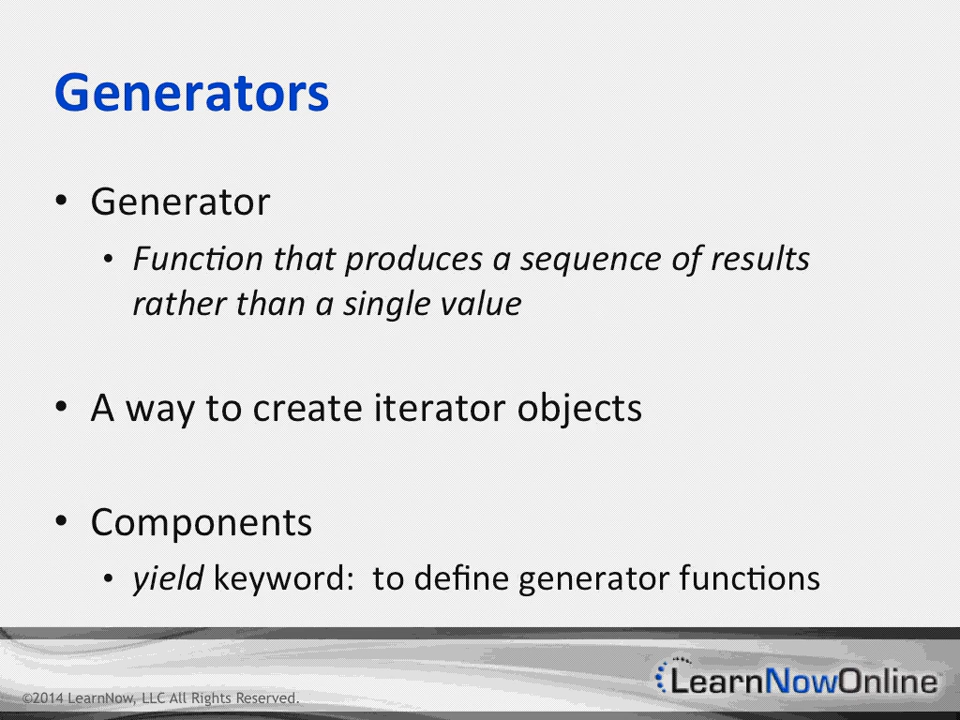 Generators
• Generator
• Function that produces a sequence of results
rather than a single value
• A way to create iterator objects
• Components
• yield keyword: to define generator functions
©2014 LearnNow, LLC All Rights Reserved.
LearnNowOnline